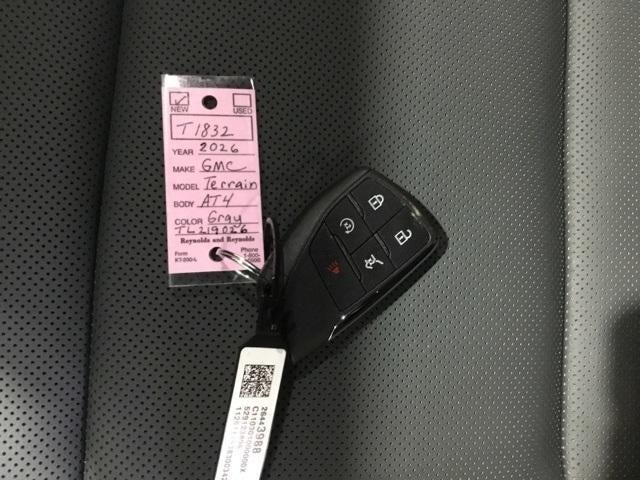 NEW USED
T1832
YEAR 2026
MAKE GMC
MODEL Terrain
BODY AT4
COLOR Gray
TL219026
Reynolds and Reynolds
Form Phone
26443988